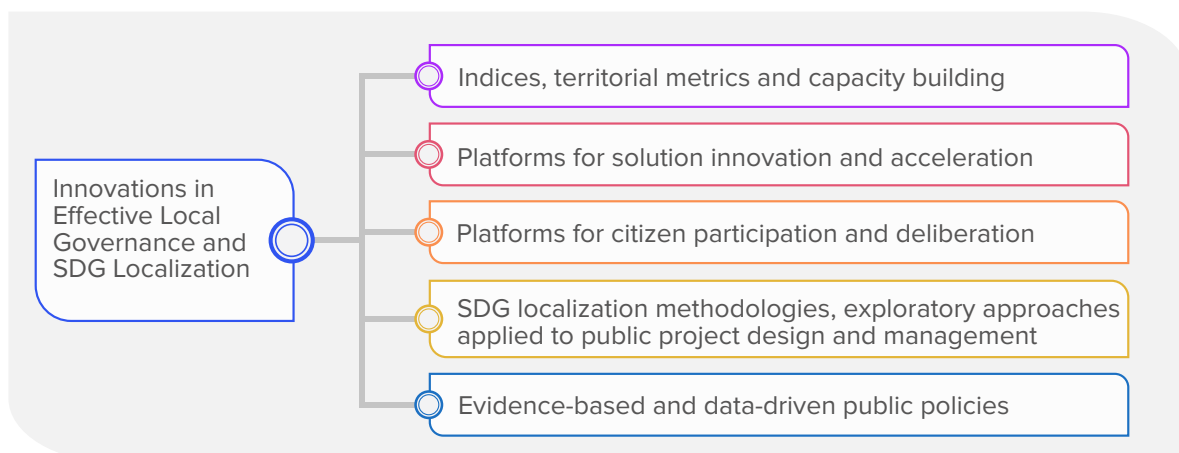 Innovations in
Effective Local
Governance and
SDG Localization
Indices, territorial metrics and capacity building
Platforms for solution innovation and acceleration
Platforms for citizen participation and deliberation
SDG localization methodologies, exploratory approaches
applied to public project design and management
Evidence-based and data-driven public policies